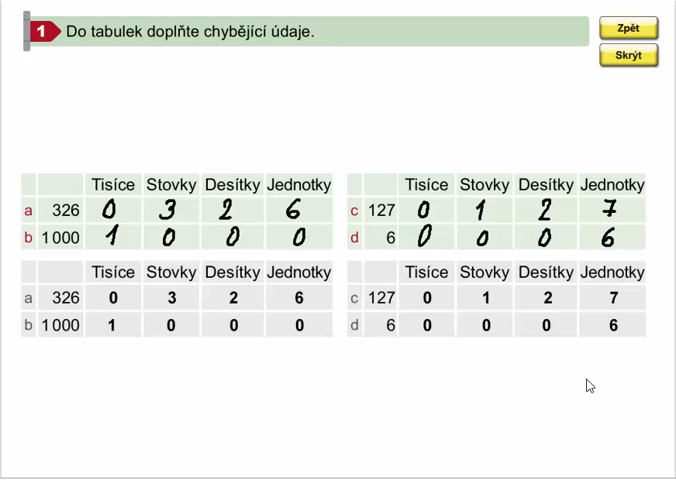 1 Do tabulek doplňte chybějící údaje.
Zpět
Skrýt
Tisíce Stovky Desítky Jednotky
a 326 0 3 2 6
b 1 000 1 0 0 0
Tisíce Stovky Desítky Jednotky
c 127 0 1 2 7
d 6 0 0 0 6
Tisíce Stovky Desítky Jednotky
a 326 0 3 2 6
b 1 000 1 0 0 0
Tisíce Stovky Desítky Jednotky
c 127 0 1 2 7
d 6 0 0 0 6